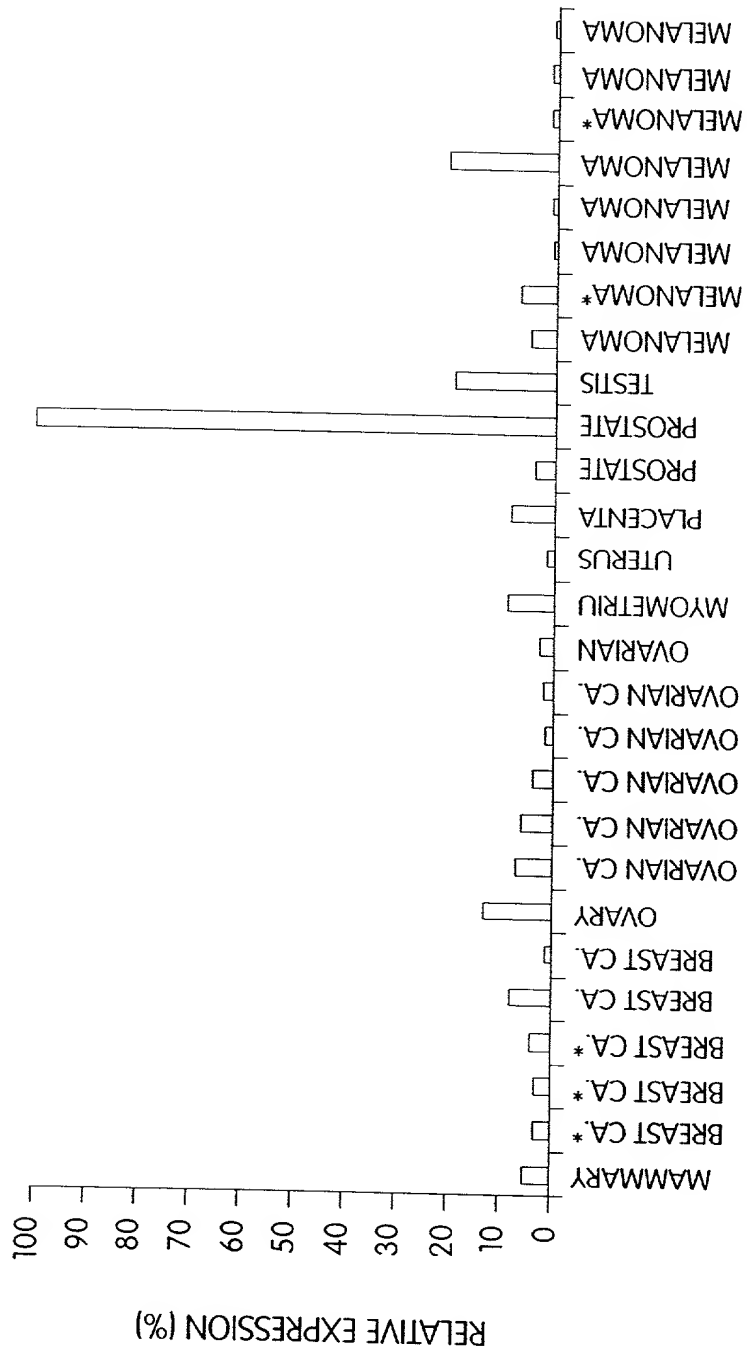 RELATIVE EXPRESSION (%)
100
90
80
70
60
50
40
30
20
10
0
MAMMARY
BREAST CA.*
BREAST CA.*
BREAST CA.*
BREAST CA.
BREAST CA.
OVARY
OVARIAN CA.
OVARIAN CA.
OVARIAN CA.
OVARIAN CA.
OVARIAN CA.
OVARIAN
MYOMETRIU
UTERUS
PLACENTA
PROSTATE
PROSTATE
TESTIS
MELANOMA
MELANOMA*
MELANOMA
MELANOMA
MELANOMA
MELANOMA*
MELANOMA
MELANOMA